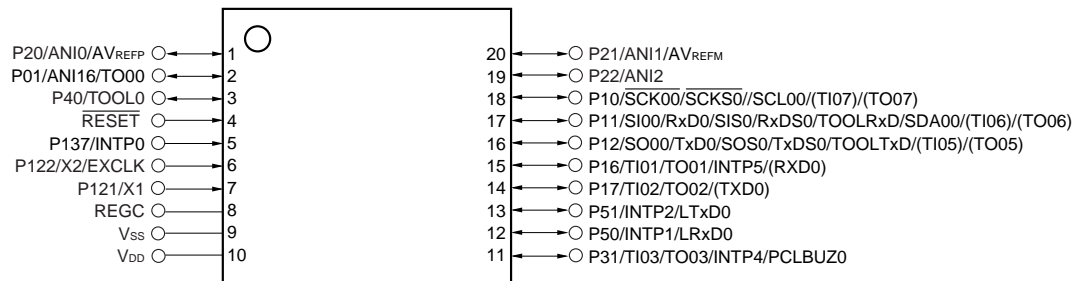 P20/ANI0/AVREFP 1
P01/ANI16/TO00 2
P40/TOOL0 3
RESET 4
P137/INTP0 5
P122/X2/EXCLK 6
P121/X1 7
REGC 8
VSS 9
VDD 10
20 P21/ANI1/AVREFM
19 P22/ANI2
18 P10/SCK00/SCKS0//SCL00/(TI07)/(TO07)
17 P11/SI00/RxD0/SIS0/RxDS0/TOOLRxD/SDA00/(TI06)/(TO06)
16 P12/SO00/TxD0/SOS0/TxDS0/TOOLTxD/(TI05)/(TO05)
15 P16/TI01/TO01/INTP5/(RXD0)
14 P17/TI02/TO02/(TXD0)
13 P51/INTP2/LTxD0
12 P50/INTP1/LRxD0
11 P31/TI03/TO03/INTP4/PCLBUZ0